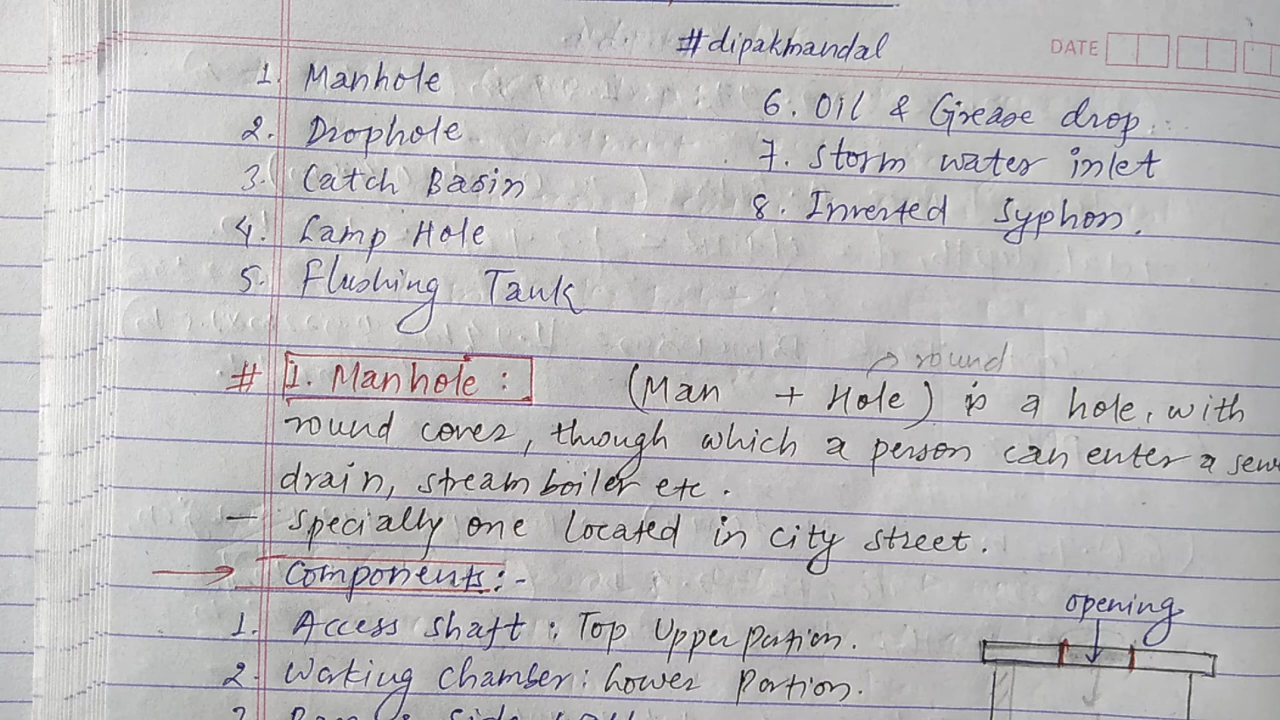 #dipakmandal
DATE
1. Manhole
2. Drophole
3. Catch Basin
4. Lamp Hole
5. Flushing Tank
6. Oil & Grease drop.
7. Storm water inlet
8. Inverted Syphon.
round
# 1. Manhole : (Man + Hole) is a hole, with
round cover, though which a person can enter a sew
drain, stream boiler etc.
— specially one located in city street.
→ Components:-
1. Access shaft : Top Upper portion.
opening
2. Working Chamber : Lower Portion.